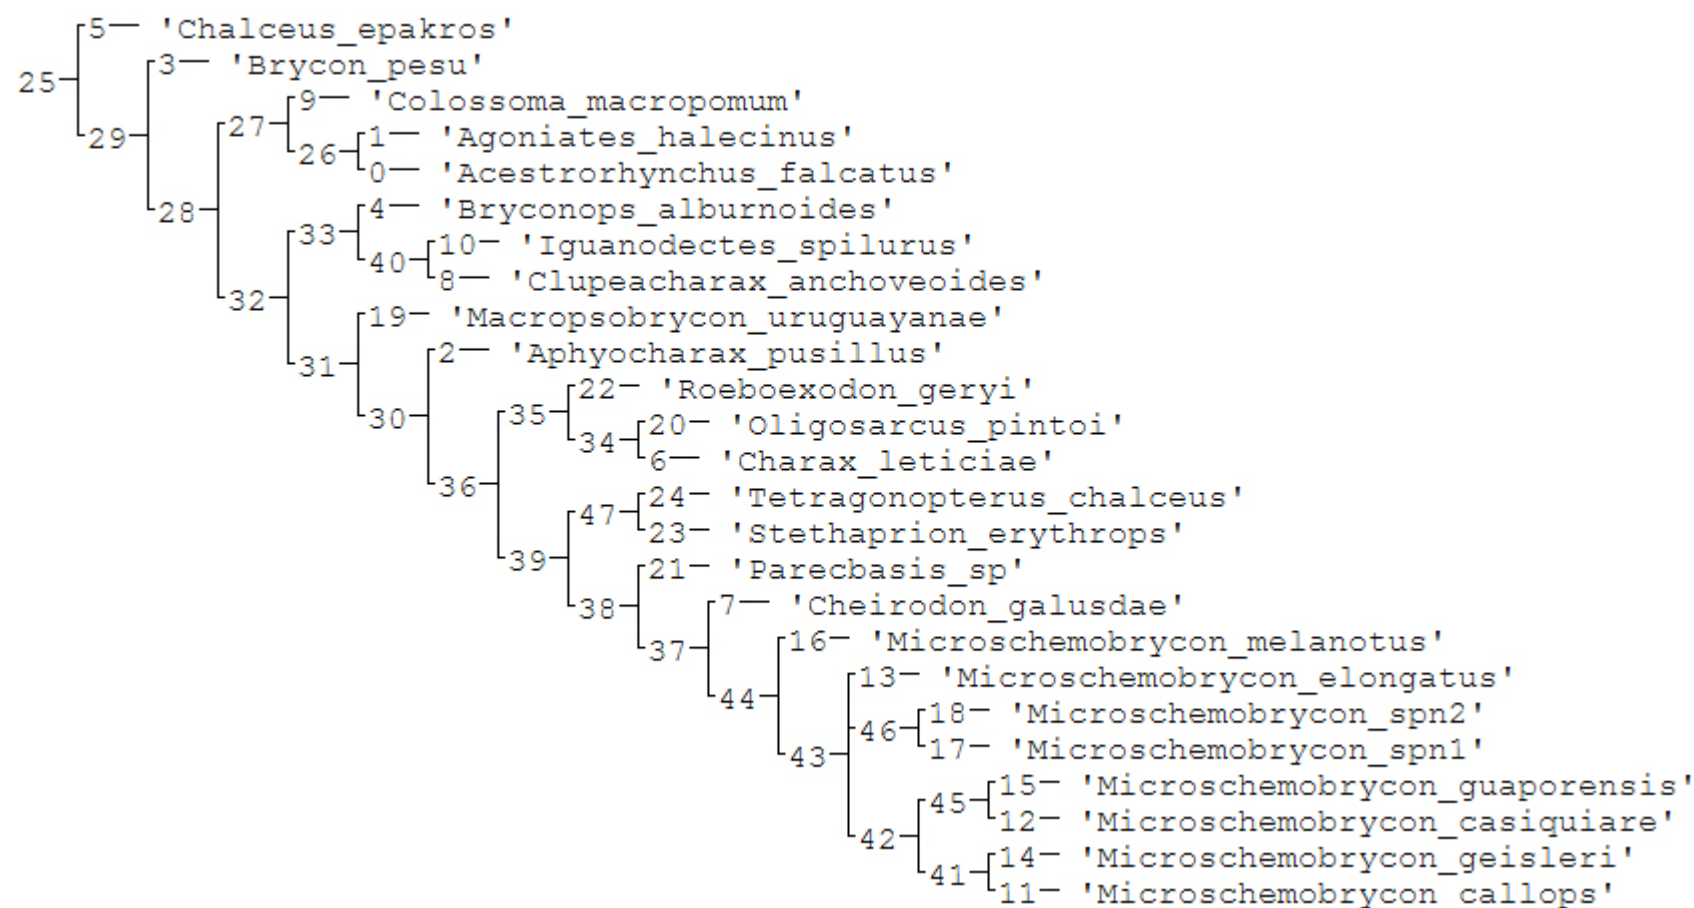 5 'Chalceus_epakros'
3 'Brycon_pesu'
25
9 'Colossoma_macropomum'
27
29 1 'Agoniates_halecinus'
26
0 'Acestrorhynchus_falcatus'
28 4 'Bryconops_alburnoides'
33
10 'Iguanodectes_spilurus'
40
8 'Clupeacharax_anchoveoides'
32
19 'Macropsobrycon_uruguayanae'
2 'Aphyocharax_pusillus'
31
22 'Roeboexodon_geryi'
30 35
20 'Oligosarcus_pintoi'
34
6 'Charax_leticiae'
36
24 'Tetragonopterus_chalceus'
47
23 'Stethaprion_erythrops'
39
21 'Parecbasis_sp'
38 7 'Cheirodon_galusdae'
37 16 'Microschemobrycon_melanotus'
13 'Microschemobrycon_elongatus'
44
18 'Microschemobrycon_spn2'
46
17 'Microschemobrycon_spn1'
43
15 'Microschemobrycon_guaporensis'
45
12 'Microschemobrycon_casiquiare'
42
14 'Microschemobrycon_geisleri'
41
11 'Microschemobrycon_callops'